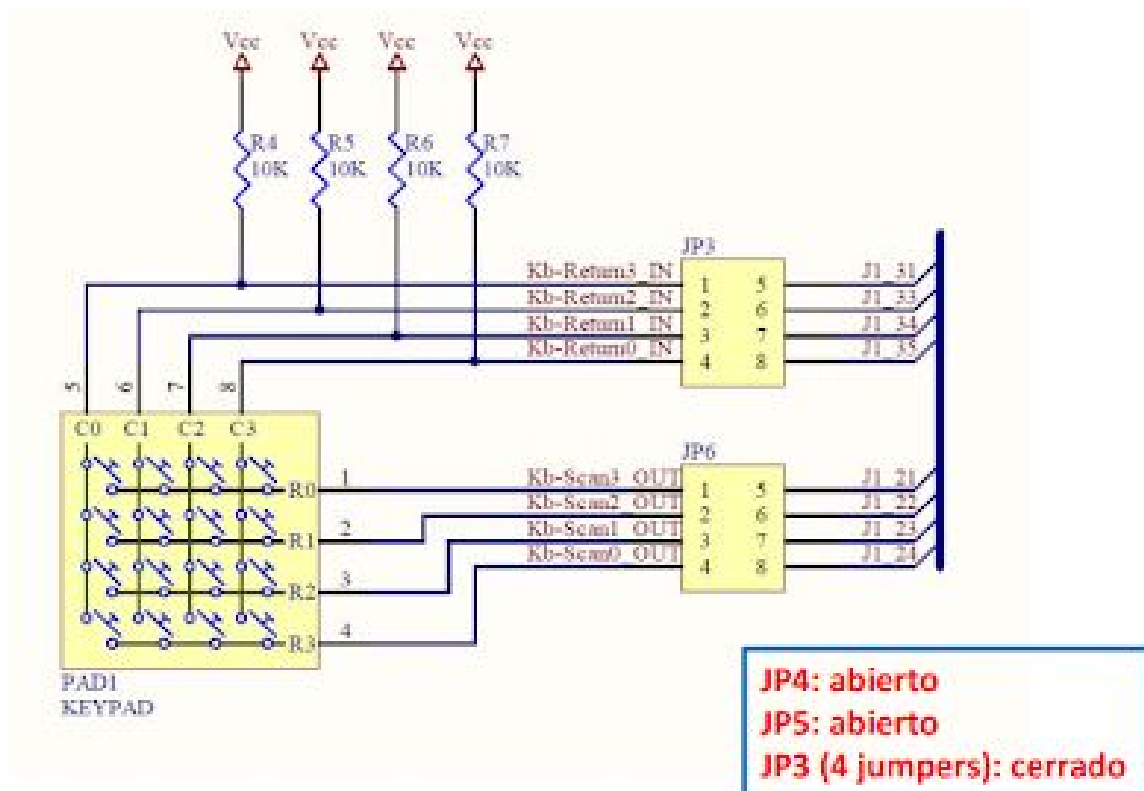 Vcc Vcc Vcc Vcc
R4 R5 R6 R7
10K 10K 10K 10K
JP3
Kb-Return3_IN 1 5 J1_31
Kb-Return2_IN 2 6 J1_33
Kb-Return1_IN 3 7 J1_34
Kb-Return0_IN 4 8 J1_35
5 6 7 8
C0 C1 C2 C3
JP6
R0 1 Kb-Scan3_OUT 1 5 J1_21
R1 2 Kb-Scan2_OUT 2 6 J1_22
R2 3 Kb-Scan1_OUT 3 7 J1_23
R3 4 Kb-Scan0_OUT 4 8 J1_24
PAD1
KEYPAD
JP4: abierto
JP5: abierto
JP3 (4 jumpers): cerrado